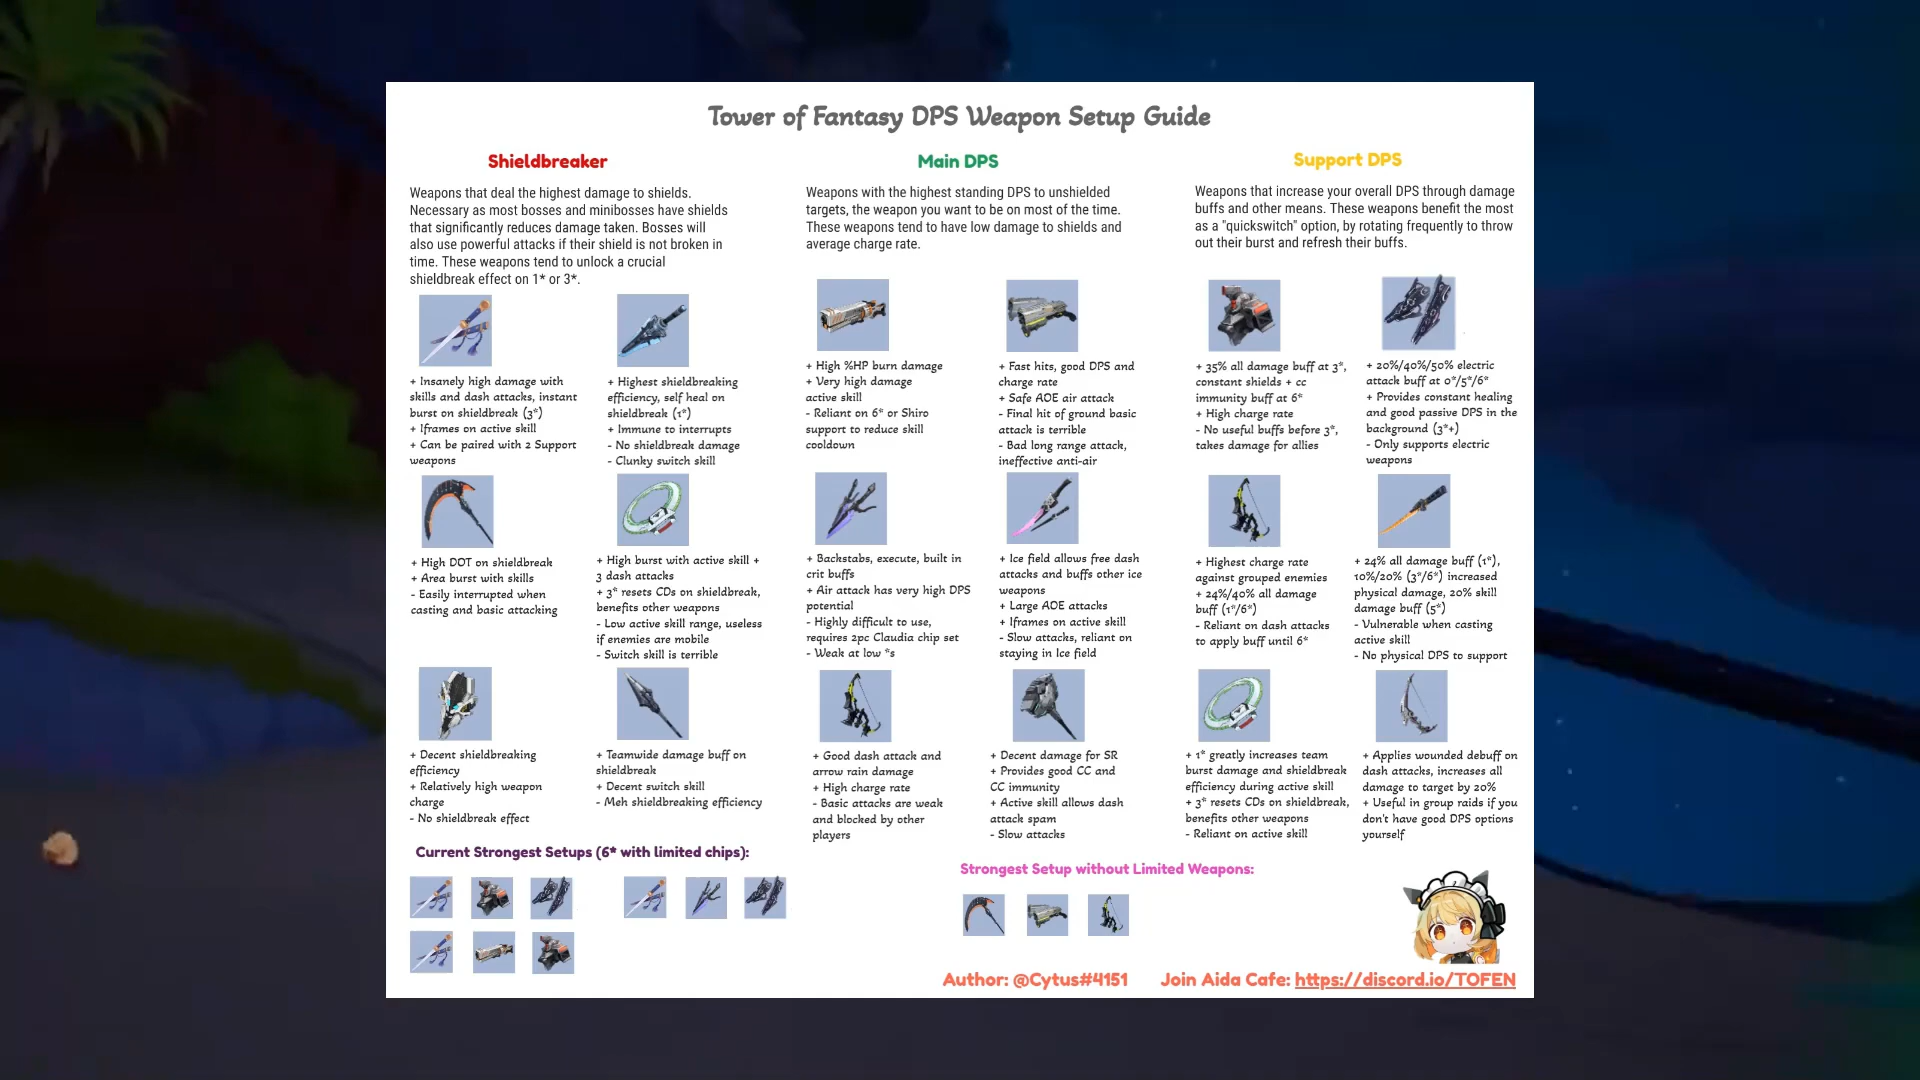 Tower of Fantasy DPS Weapon Setup Guide
Shieldbreaker
Weapons that deal the highest damage to shields.
Necessary as most bosses and minibosses have shields
that significantly reduces damage taken. Bosses will
also use powerful attacks if their shield is not broken in
time. These weapons tend to unlock a crucial
shieldbreak effect on 1* or 3*.
+ Insanely high damage with
skills and dash attacks, instant
burst on shieldbreak (3*)
+ Iframes on active skill
+ Can be paired with 2 Support
weapons
+ Highest shieldbreaking
efficiency, self heal on
shieldbreak (1*)
+ Immune to interrupts
- No shieldbreak damage
- Clunky switch skill
+ High DOT on shieldbreak
+ Area burst with skills
- Easily interrupted when
casting and basic attacking
+ High burst with active skill +
3 dash attacks
+ 3* resets CDs on shieldbreak,
benefits other weapons
- Low active skill range, useless
if enemies are mobile
- Switch skill is terrible
+ Decent shieldbreaking
efficiency
+ Relatively high weapon
charge
- No shieldbreak effect
+ Teamwide damage buff on
shieldbreak
+ Decent switch skill
- Meh shieldbreaking efficiency
Main DPS
Weapons with the highest standing DPS to unshielded
targets, the weapon you want to be on most of the time.
These weapons tend to have low damage to shields and
average charge rate.
+ High %HP burn damage
+ Very high damage
active skill
- Reliant on 6* or Shiro
support to reduce skill
cooldown
+ Fast hits, good DPS and
charge rate
+ Safe AOE air attack
- Final hit of ground basic
attack is terrible
- Bad long range attack,
ineffective anti-air
+ Backstabs, execute, built in
crit buffs
+ Air attack has very high DPS
potential
- Highly difficult to use,
requires 2pc Claudia chip set
- Weak at low *s
+ Ice field allows free dash
attacks and buffs other ice
weapons
+ Large AOE attacks
+ Iframes on active skill
- Slow attacks, reliant on
staying in Ice field
+ Good dash attack and
arrow rain damage
+ High charge rate
- Basic attacks are weak
and blocked by other
players
+ Decent damage for SR
+ Provides good CC and
CC immunity
+ Active skill allows dash
attack spam
- Slow attacks
Support DPS
Weapons that increase your overall DPS through damage
buffs and other means. These weapons benefit the most
as a "quickswitch" option, by rotating frequently to throw
out their burst and refresh their buffs.
+ 35% all damage buff at 3*,
constant shields + cc
immunity buff at 6*
+ High charge rate
- No useful buffs before 3*,
takes damage for allies
+ 20%/40%/50% electric
attack buff at 0*/5*/6*
+ Provides constant healing
and good passive DPS in the
background (3*+)
- Only supports electric
weapons
+ Highest charge rate
against grouped enemies
+ 24%/40% all damage
buff (1*/6*)
- Reliant on dash attacks
to apply buff until 6*
+ 24% all damage buff (1*),
10%/20% (3*/6*) increased
physical damage, 20% skill
damage buff (5*)
- Vulnerable when casting
active skill
- No physical DPS to support
+ 1* greatly increases team
burst damage and shieldbreak
efficiency during active skill
+ 3* resets CDs on shieldbreak,
benefits other weapons
- Reliant on active skill
+ Applies wounded debuff on
dash attacks, increases all
damage to target by 20%
+ Useful in group raids if you
don't have good DPS options
yourself
Current Strongest Setups (6* with limited chips):
Strongest Setup without Limited Weapons:
Author: @Cytus#4151
Join Aida Cafe: https://discord.io/TOFEN